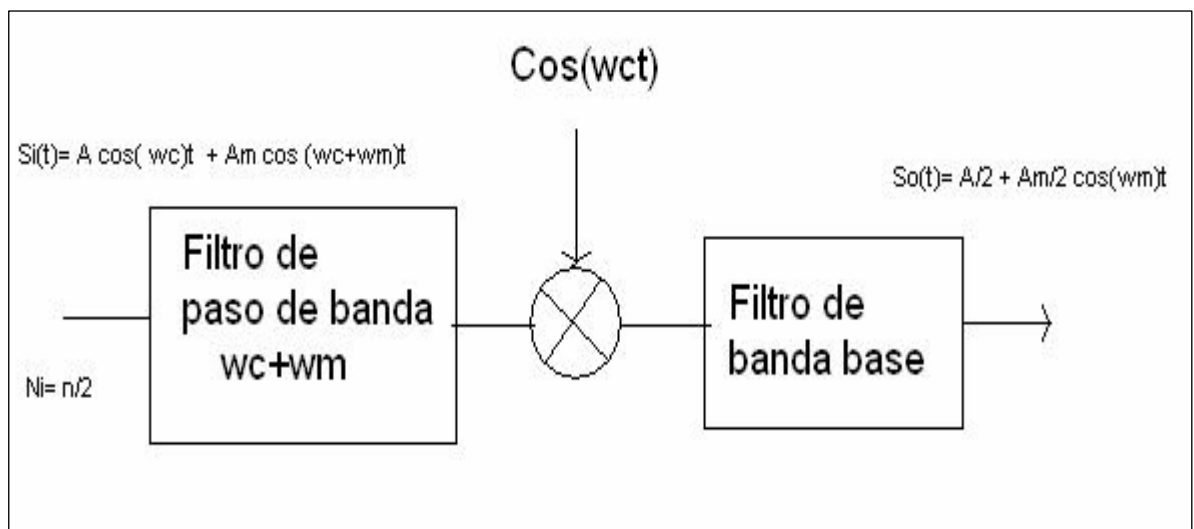 Cos(wct)
Si(t)= A cos( wc)t + Am cos (wc+wm)t
So(t)= A/2 + Am/2 cos(wm)t
Filtro de
paso de banda
wc+wm
Filtro de
banda base
Ni= n/2